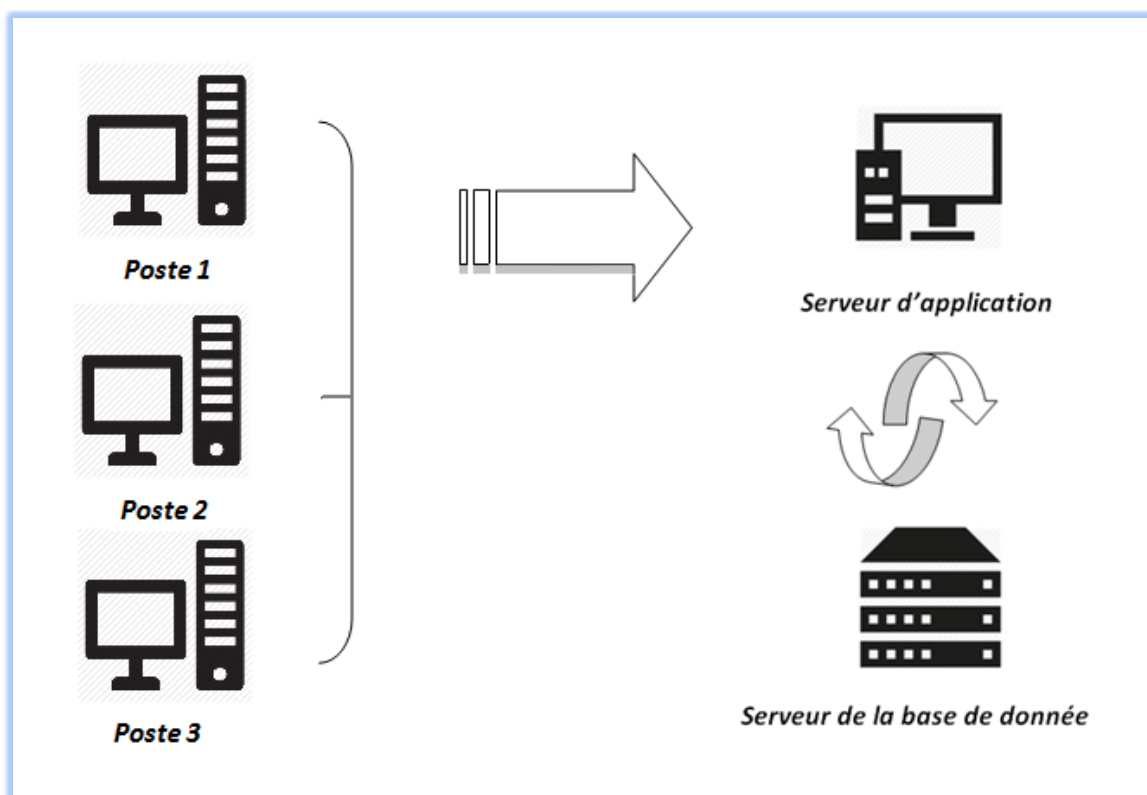 Poste 1
Poste 2
Poste 3
Serveur d'application
Serveur de la base de donnée